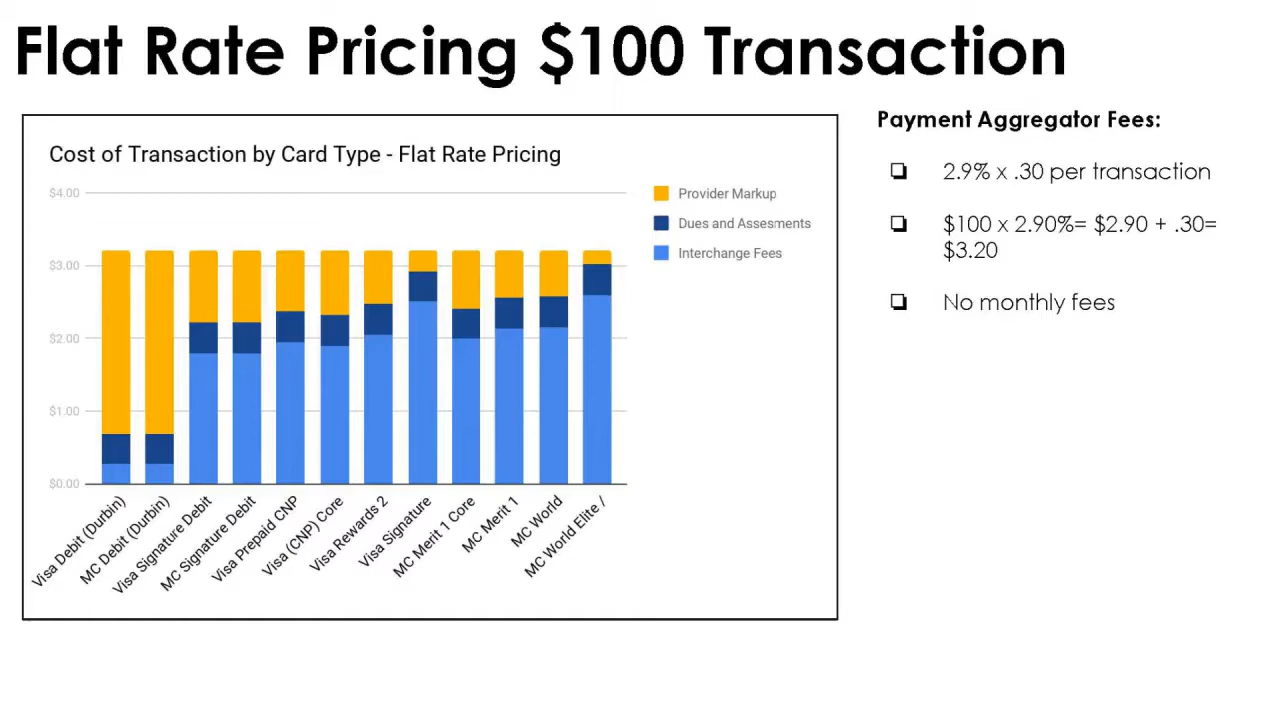 Flat Rate Pricing $100 Transaction
Payment Aggregator Fees:
2.9% x .30 per transaction
$100 x 2.90%= $2.90 + .30=
$3.20
No monthly fees
Cost of Transaction by Card Type - Flat Rate Pricing
$4.00
$3.00
$2.00
$1.00
$0.00
Provider Markup
Dues and Assesments
Interchange Fees
Visa Debit (Durbin)
MC Debit (Durbin)
Visa Signature Debit
MC Signature Debit
Visa Prepaid CNP
Visa (CNP) Core
Visa Rewards 2
Visa Signature
MC Merit 1 Core
MC Merit 1
MC World
MC World Elite /